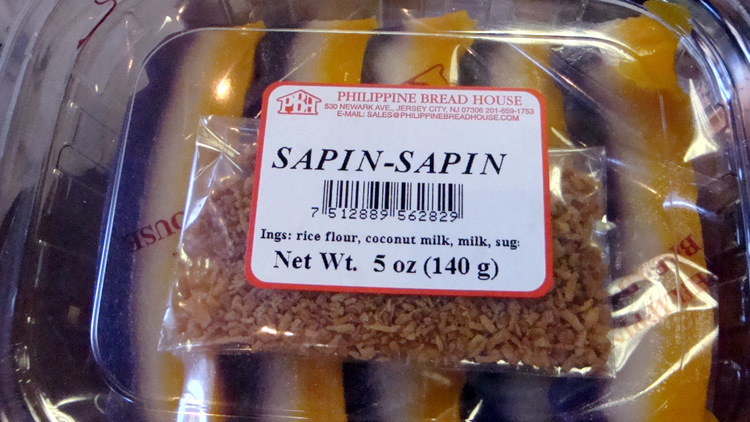 PBH PHILIPPINE BREAD HOUSE
530 NEWARK AVE., JERSEY CITY, NJ 07306 201-659-1753
E-MAIL: SALES@PHILIPPINEBREADHOUSE.COM
SAPIN-SAPIN
7 512889 562829
Ings: rice flour, coconut milk, milk, sug
Net Wt. 5 oz (140 g)